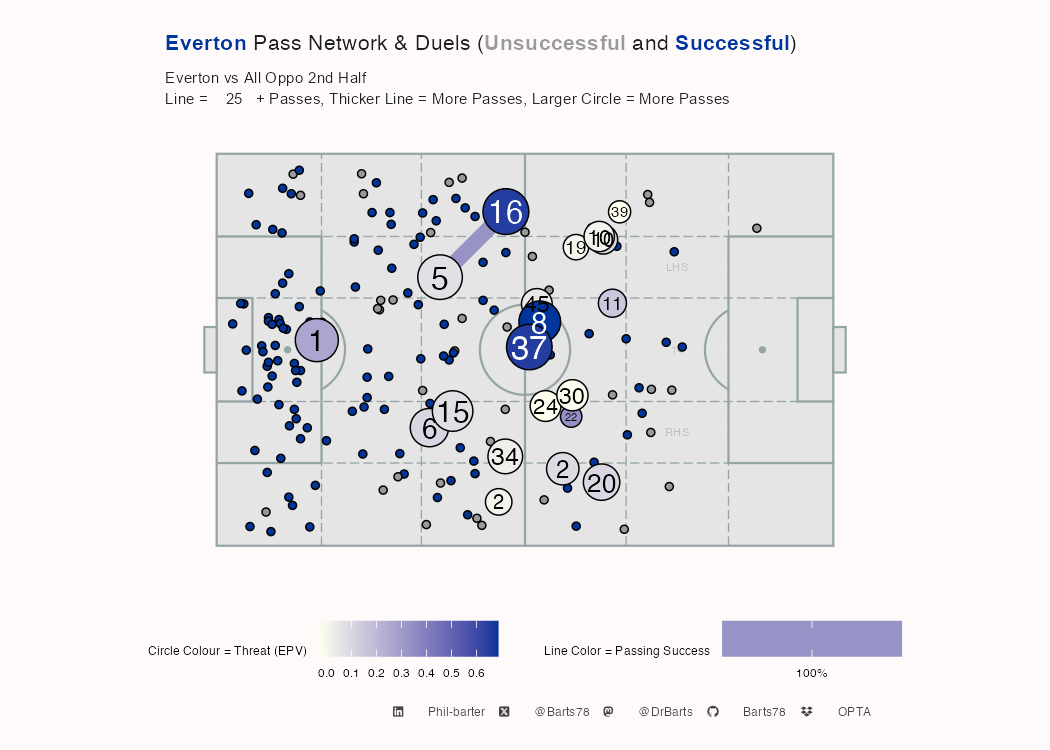 Everton Pass Network & Duels (Unsuccessful and Successful)
Everton vs All Oppo 2nd Half
Line = 25 + Passes, Thicker Line = More Passes, Larger Circle = More Passes
16
39
10
19
5
LHS
45
11
8
1
37
30
24
15
22
6
RHS
34
2
20
2
Circle Colour = Threat (EPV)
0.0 0.1 0.2 0.3 0.4 0.5 0.6
Line Color = Passing Success
100%
Phil-barter @Barts78 @DrBarts Barts78 OPTA